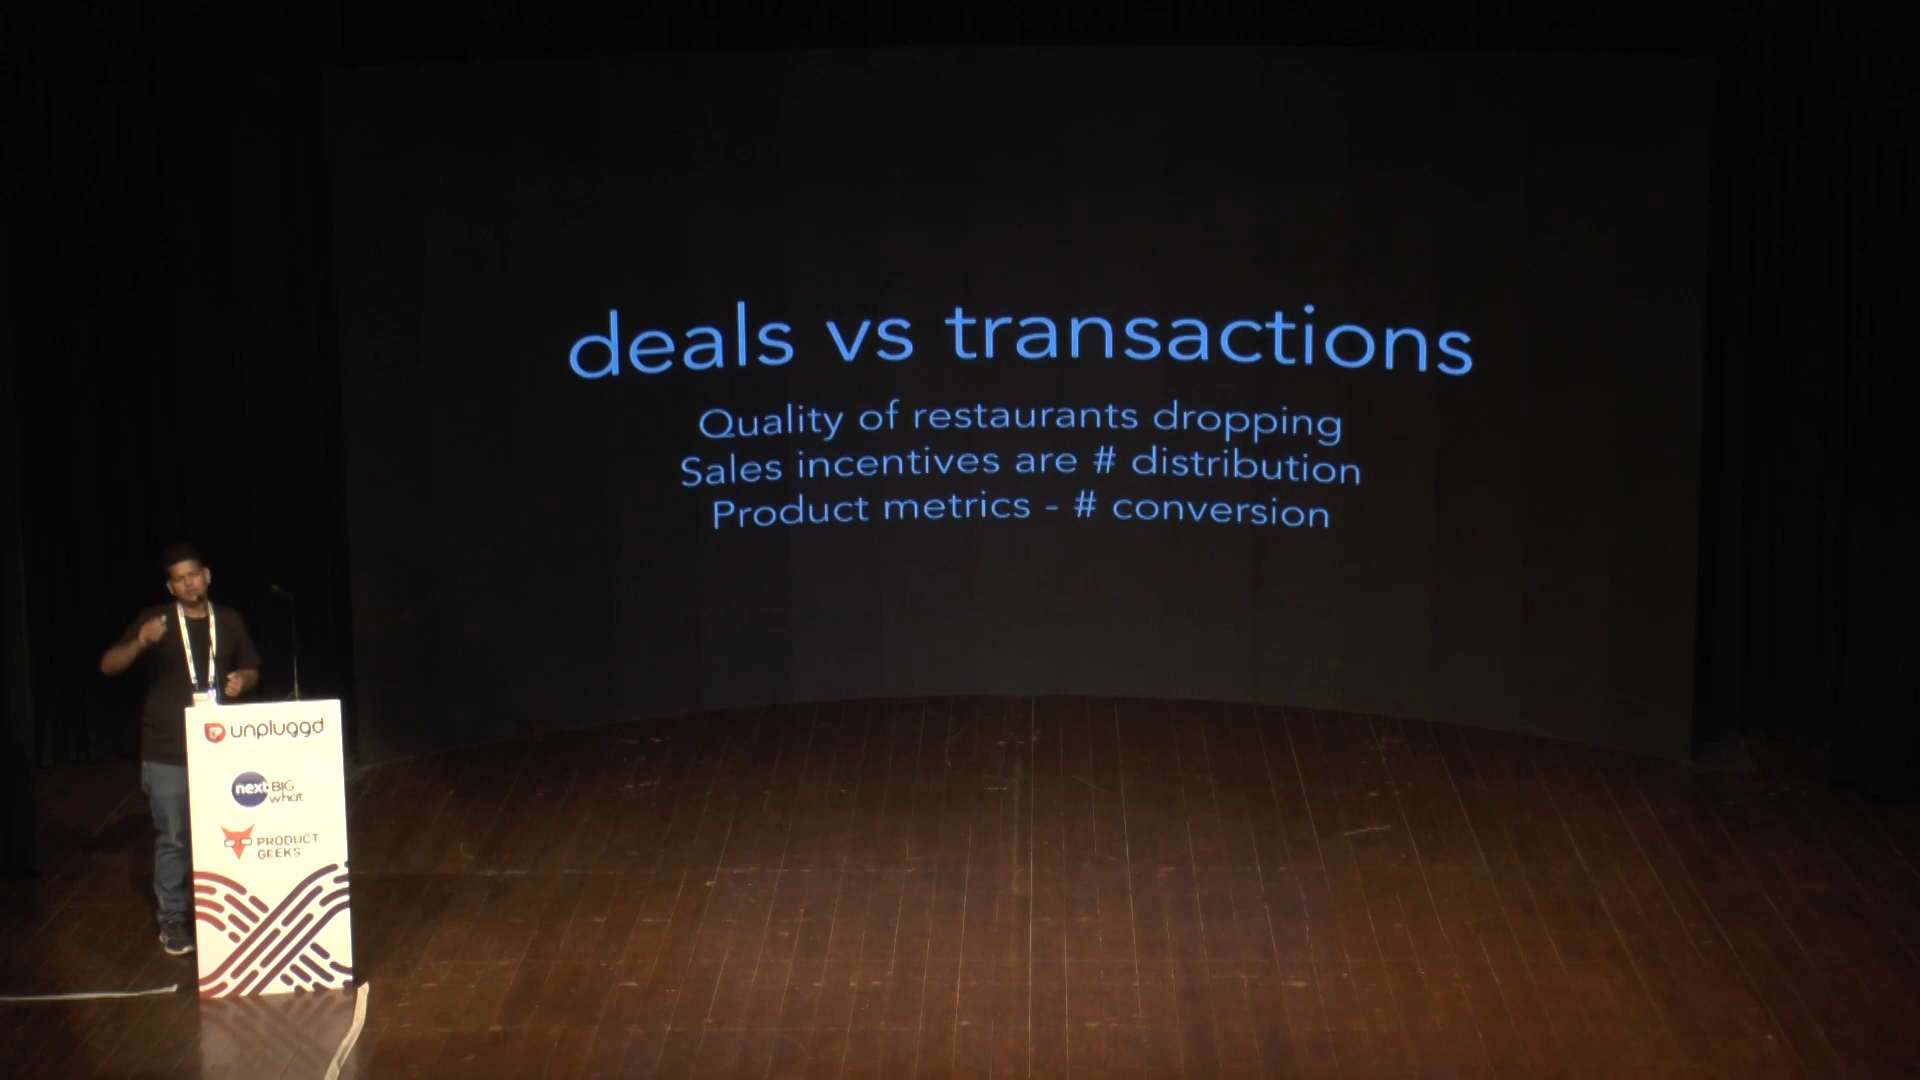 deals vs transactions
Quality of restaurants dropping
Sales incentives are # distribution
Product metrics - # conversion
unpluggd
next BIG
what
PRODUCT
GEEKS